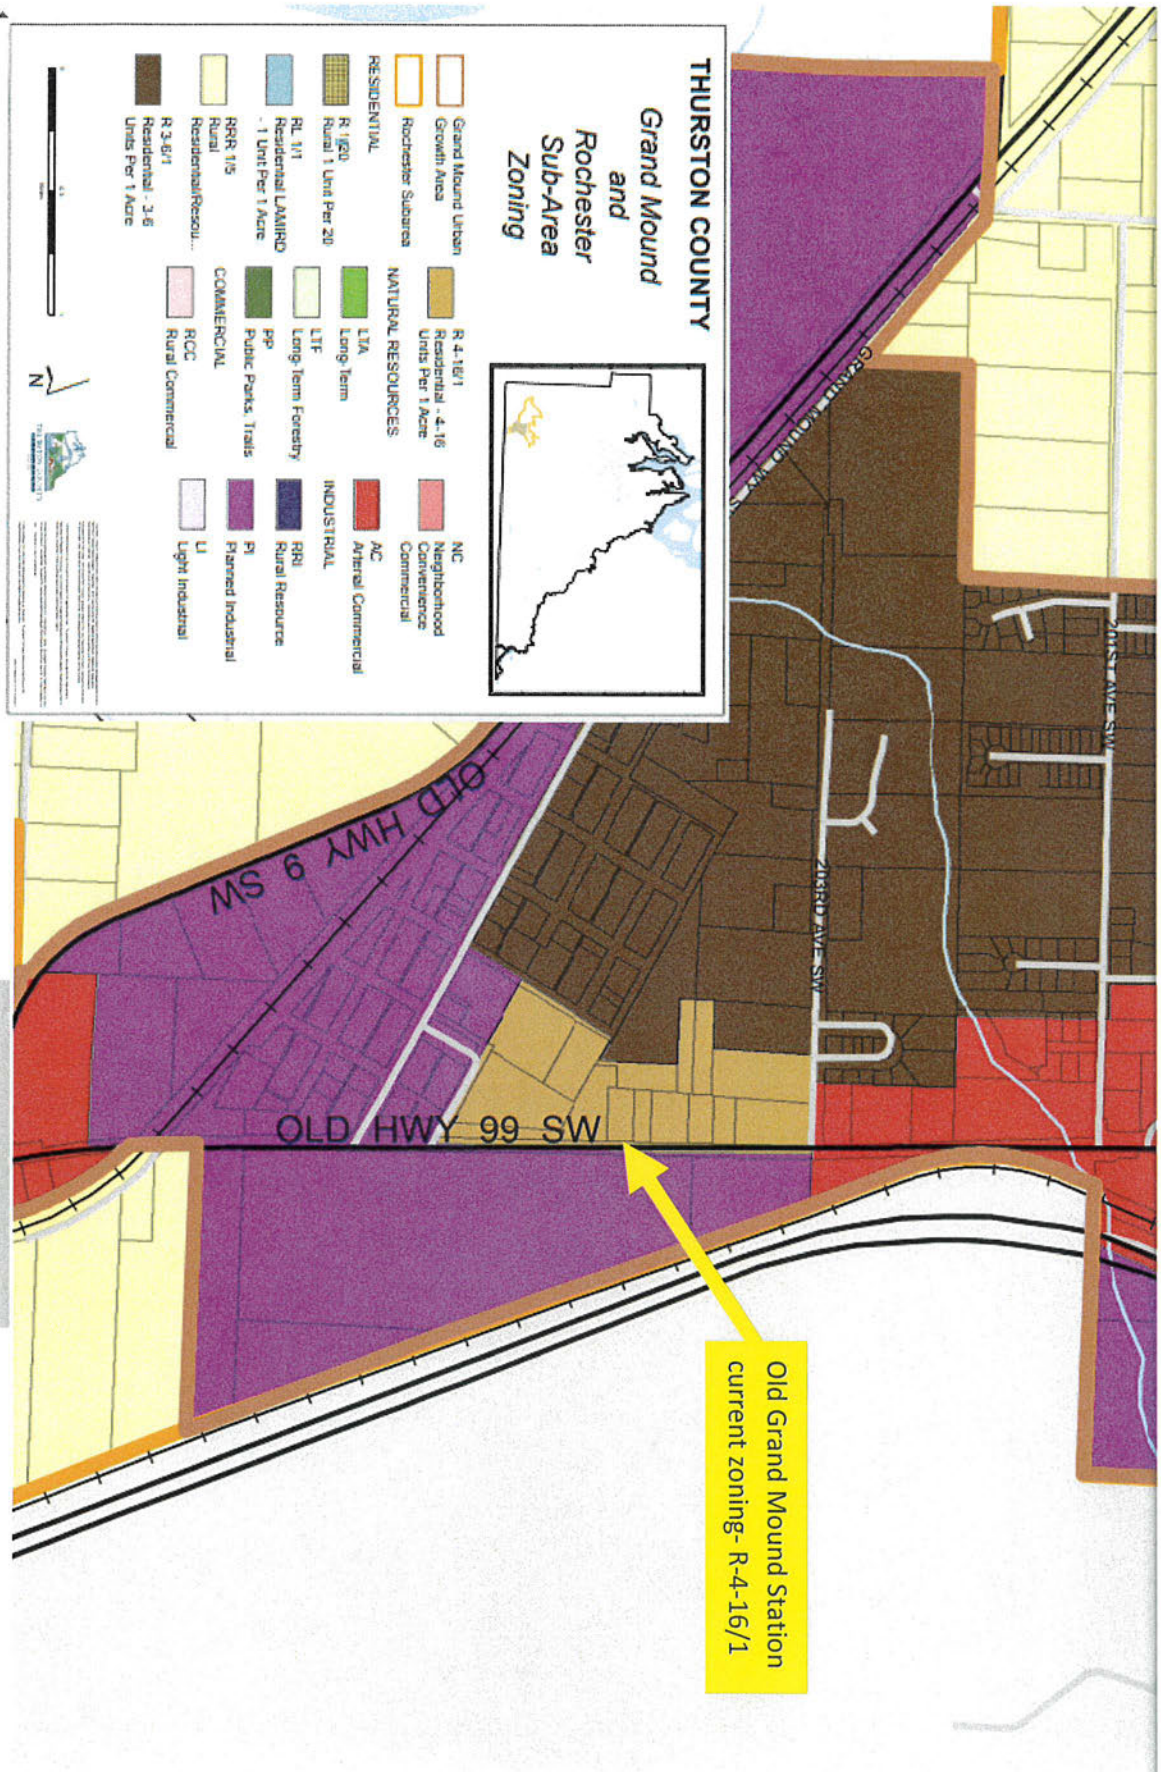 THURSTON COUNTY
Grand Mound
and
Rochester
Sub-Area
Zoning
Grand Mound Urban
Growth Area
Rochester Subarea
RESIDENTIAL
R 1/20
Rural 1 Unit Per 20
RL 1/1
Residential LAMIRD
- 1 Unit Per 1 Acre
RRR 1/5
Rural
Residential/Resou...
R 3-6/1
Residential - 3-6
Units Per 1 Acre
R 4-16/1
Residential - 4-16
Units Per 1 Acre
NATURAL RESOURCES
LTA
Long-Term
LTF
Long-Term Forestry
PP
Public Parks, Trails
COMMERCIAL
RCC
Rural Commercial
NC
Neighborhood
Convenience
Commercial
AC
Arterial Commercial
INDUSTRIAL
RRI
Rural Resource
PI
Planned Industrial
LI
Light Industrial
N
GRAND MOUND WY S
201ST AVE SW
203RD AVE SW
OLD HWY 9 SW
OLD HWY 99 SW
Old Grand Mound Station
current zoning- R-4-16/1